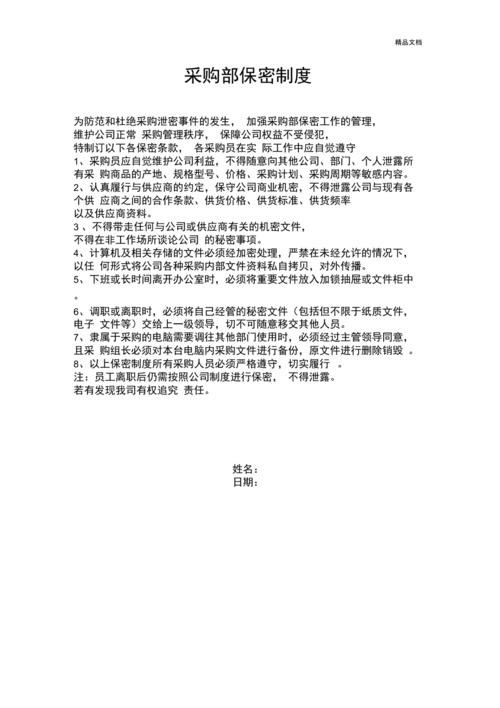 精品文档
采购部保密制度
为防范和杜绝采购泄密事件的发生， 加强采购部保密工作的管理，
维护公司正常 采购管理秩序， 保障公司权益不受侵犯，
特制订以下各保密条款， 各采购员在实 际工作中应自觉遵守
1、采购员应自觉维护公司利益，不得随意向其他公司、部门、个人泄露所
有采 购商品的产地、规格型号、价格、采购计划、采购周期等敏感内容。
2、认真履行与供应商的约定，保守公司商业机密，不得泄露公司与现有各
个供 应商之间的合作条款、供货价格、供货标准、供货频率
以及供应商资料。
3 、不得带走任何与公司或供应商有关的机密文件，
不得在非工作场所谈论公司 的秘密事项。
4、计算机及相关存储的文件必须经加密处理，严禁在未经允许的情况下，
以任 何形式将公司各种采购内部文件资料私自拷贝，对外传播。
5、下班或长时间离开办公室时，必须将重要文件放入加锁抽屉或文件柜中
。
6、调职或离职时，必须将自己经管的秘密文件（包括但不限于纸质文件，
电子 文件等）交给上一级领导，切不可随意移交其他人员。
7、隶属于采购的电脑需要调往其他部门使用时，必须经过主管领导同意，
且采 购组长必须对本台电脑内采购文件进行备份，原文件进行删除销毁 。
8、以上保密制度所有采购人员必须严格遵守，切实履行 。
注：员工离职后仍需按照公司制度进行保密， 不得泄露。
若有发现我司有权追究 责任。
姓名：
日期：